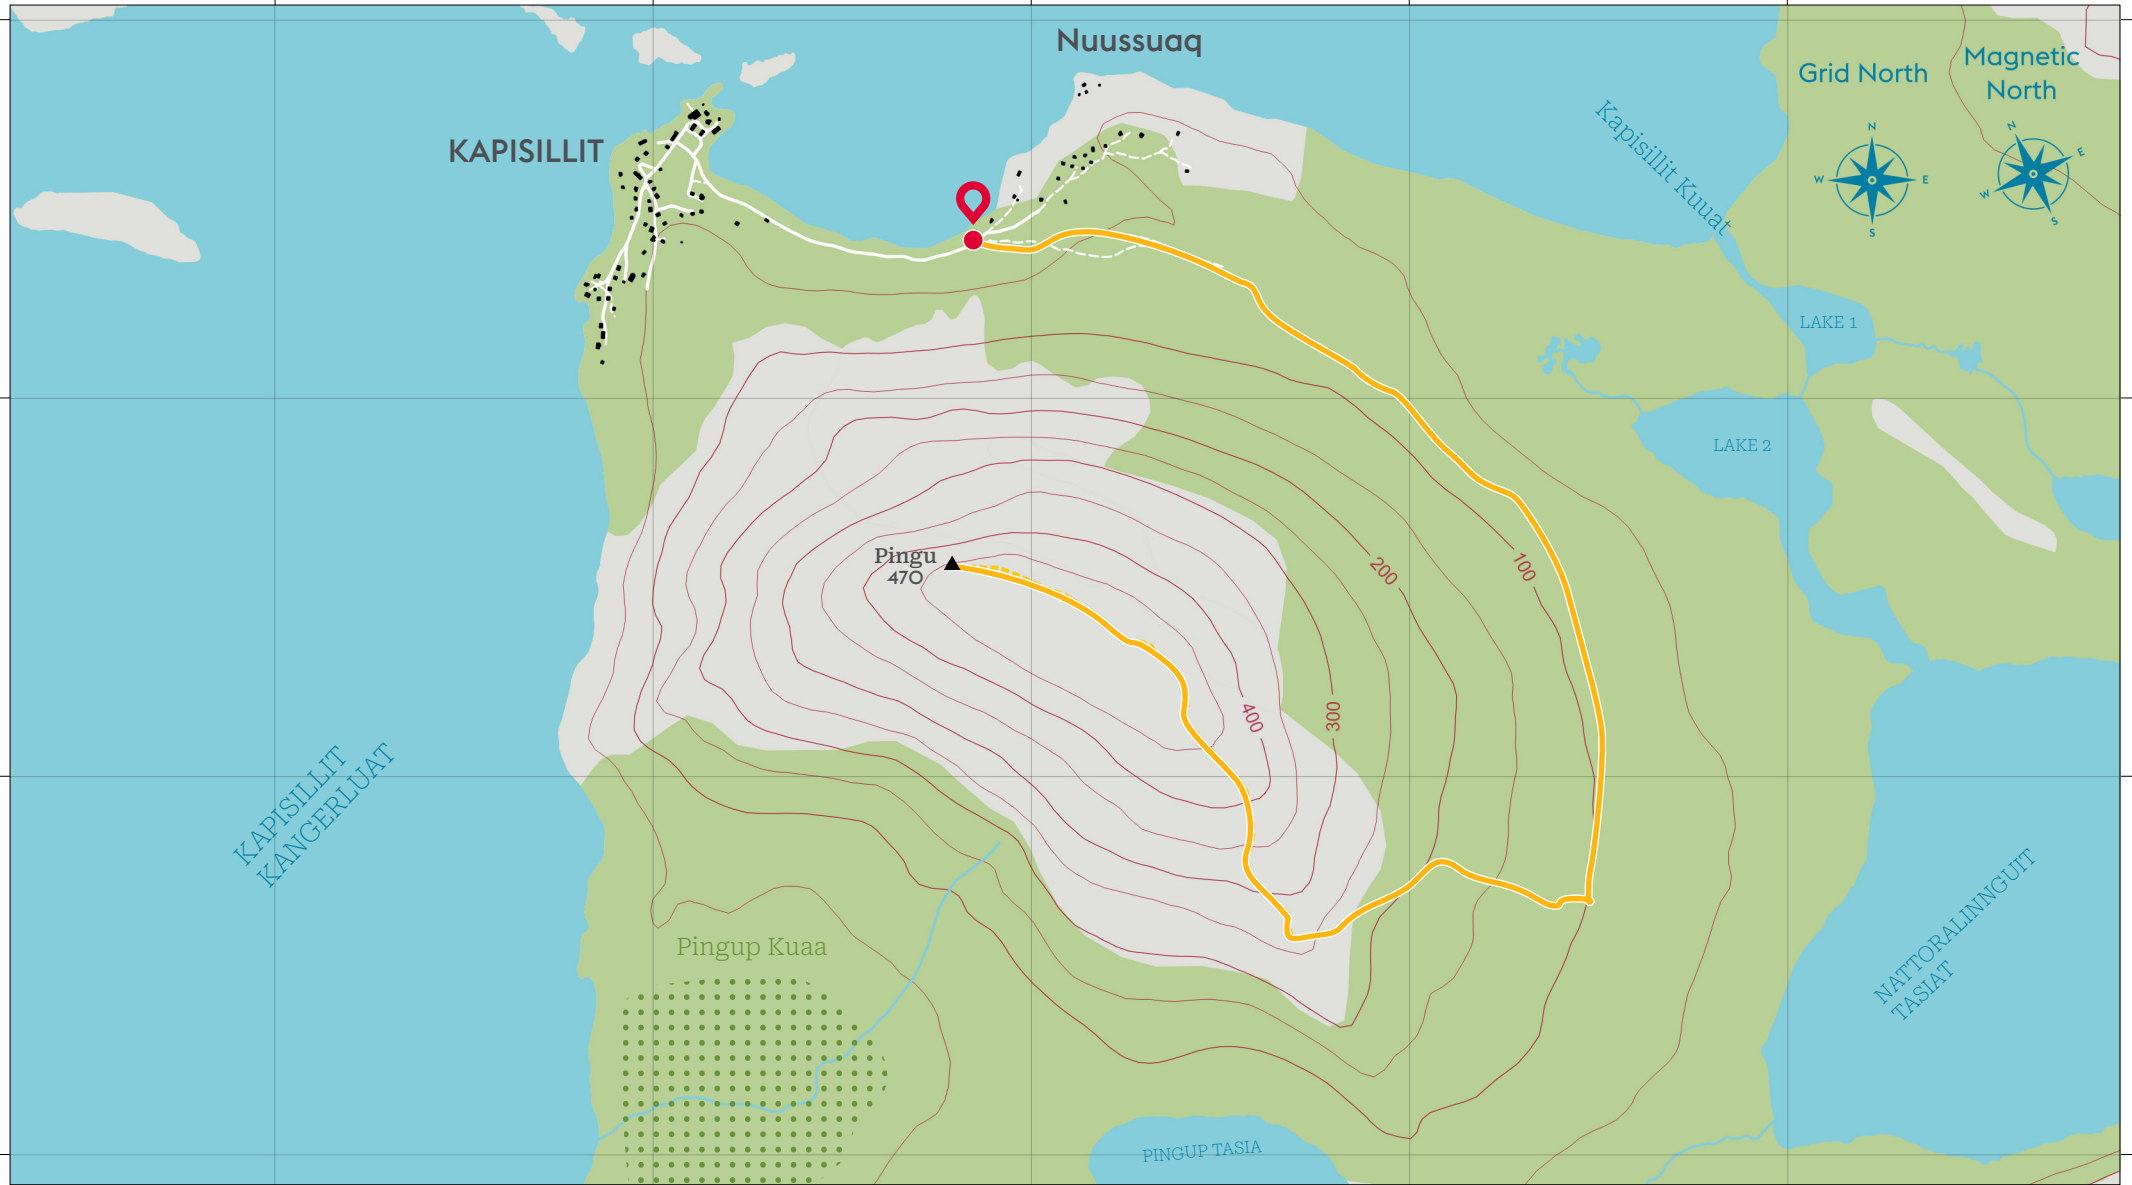 Nuussuaq
Grid North
Magnetic
North
N
W
E
S
N
E
W
S
KAPISILLIT
Kapisillit Kuuat
LAKE 1
LAKE 2
Pingu
470
200
100
400
300
KAPISILLIT
KANGERLUAT
Pingup Kuaa
NATTORALINNGUIT
TASIAT
PINGUP TASIA